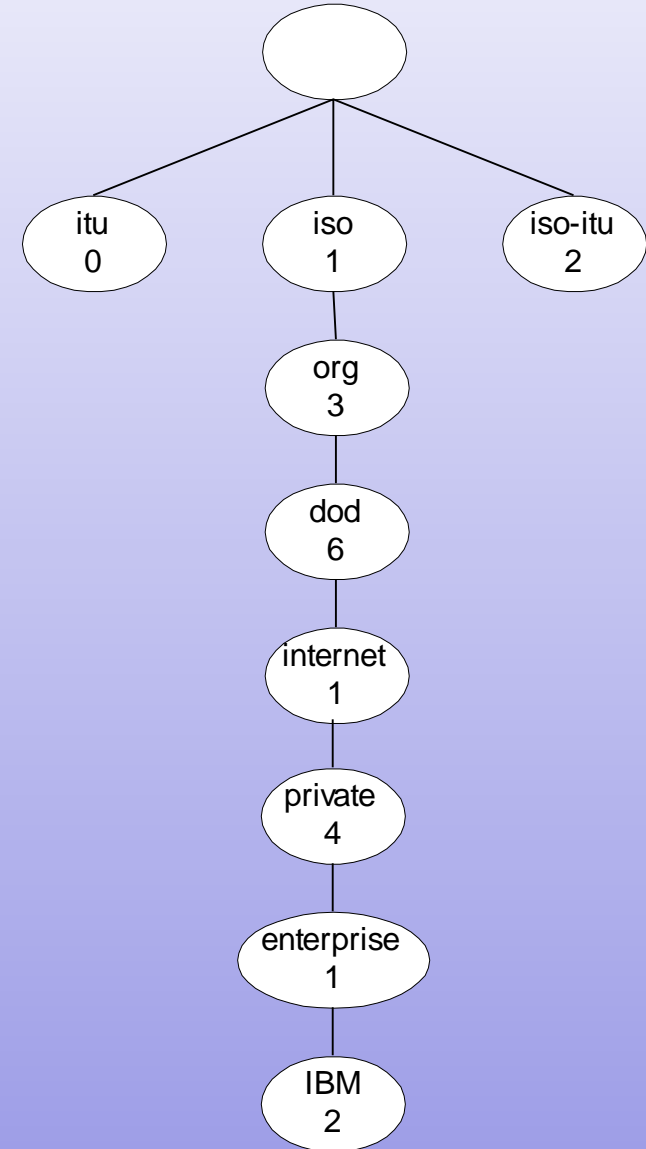 itu
0
iso
1
iso-itu
2
org
3
dod
6
internet
1
private
4
enterprise
1
IBM
2